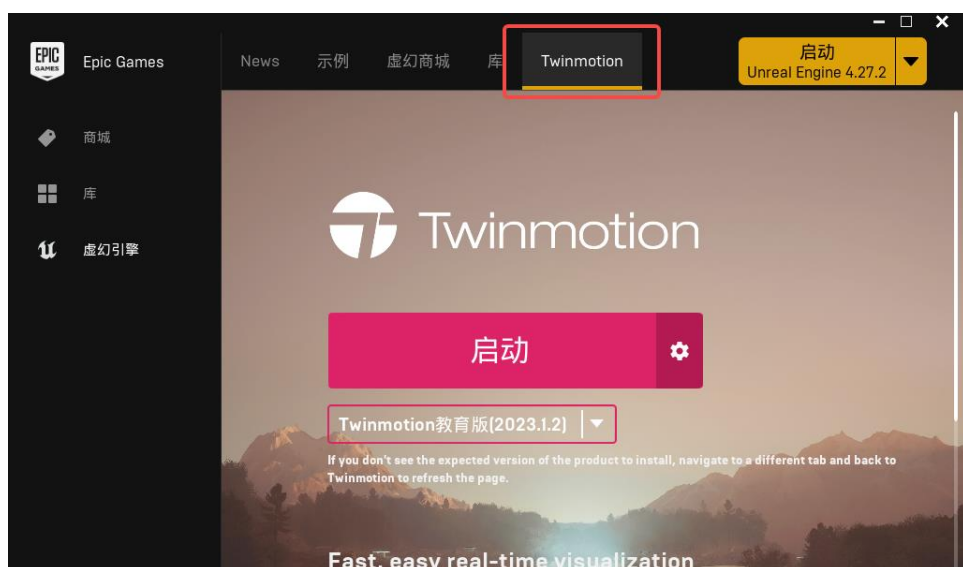 EPIC
GAMES
Epic Games
News
示例
虚幻商城
库
Twinmotion
启动
Unreal Engine 4.27.2
商城
库
虚幻引擎
Twinmotion
启动
Twinmotion教育版(2023.1.2)
If you don't see the expected version of the product to install, navigate to a different tab and back to
Twinmotion to refresh the page.
Fast, easy real-time visualization